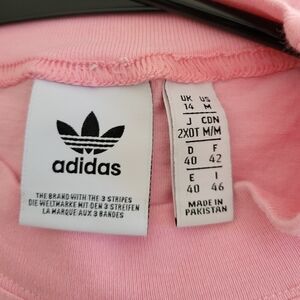 adidas
THE BRAND WITH THE 3 STRIPES
DIE WELTMARKE MIT DEN 3 STREIFEN
LA MARQUE AUX 3 BANDES
UK US
14 M
J CDN
2XOT M/M
D F
40 42
E I
40 46
MADE IN
PAKISTAN